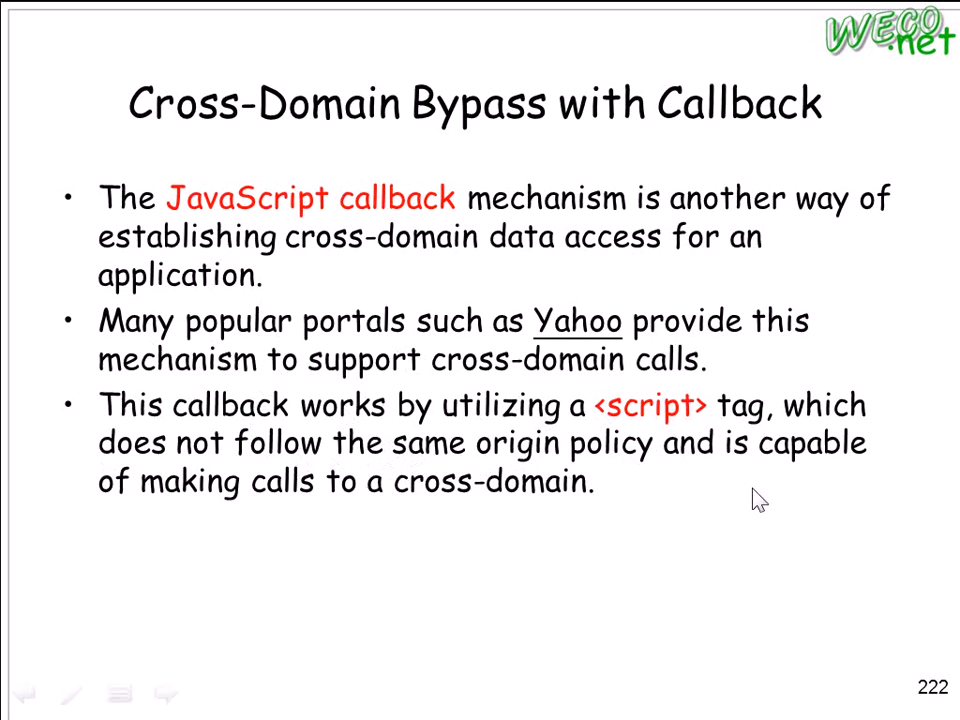 WECO
.net
Cross-Domain Bypass with Callback
• The JavaScript callback mechanism is another way of
establishing cross-domain data access for an
application.
• Many popular portals such as Yahoo provide this
mechanism to support cross-domain calls.
• This callback works by utilizing a <script> tag, which
does not follow the same origin policy and is capable
of making calls to a cross-domain.
222